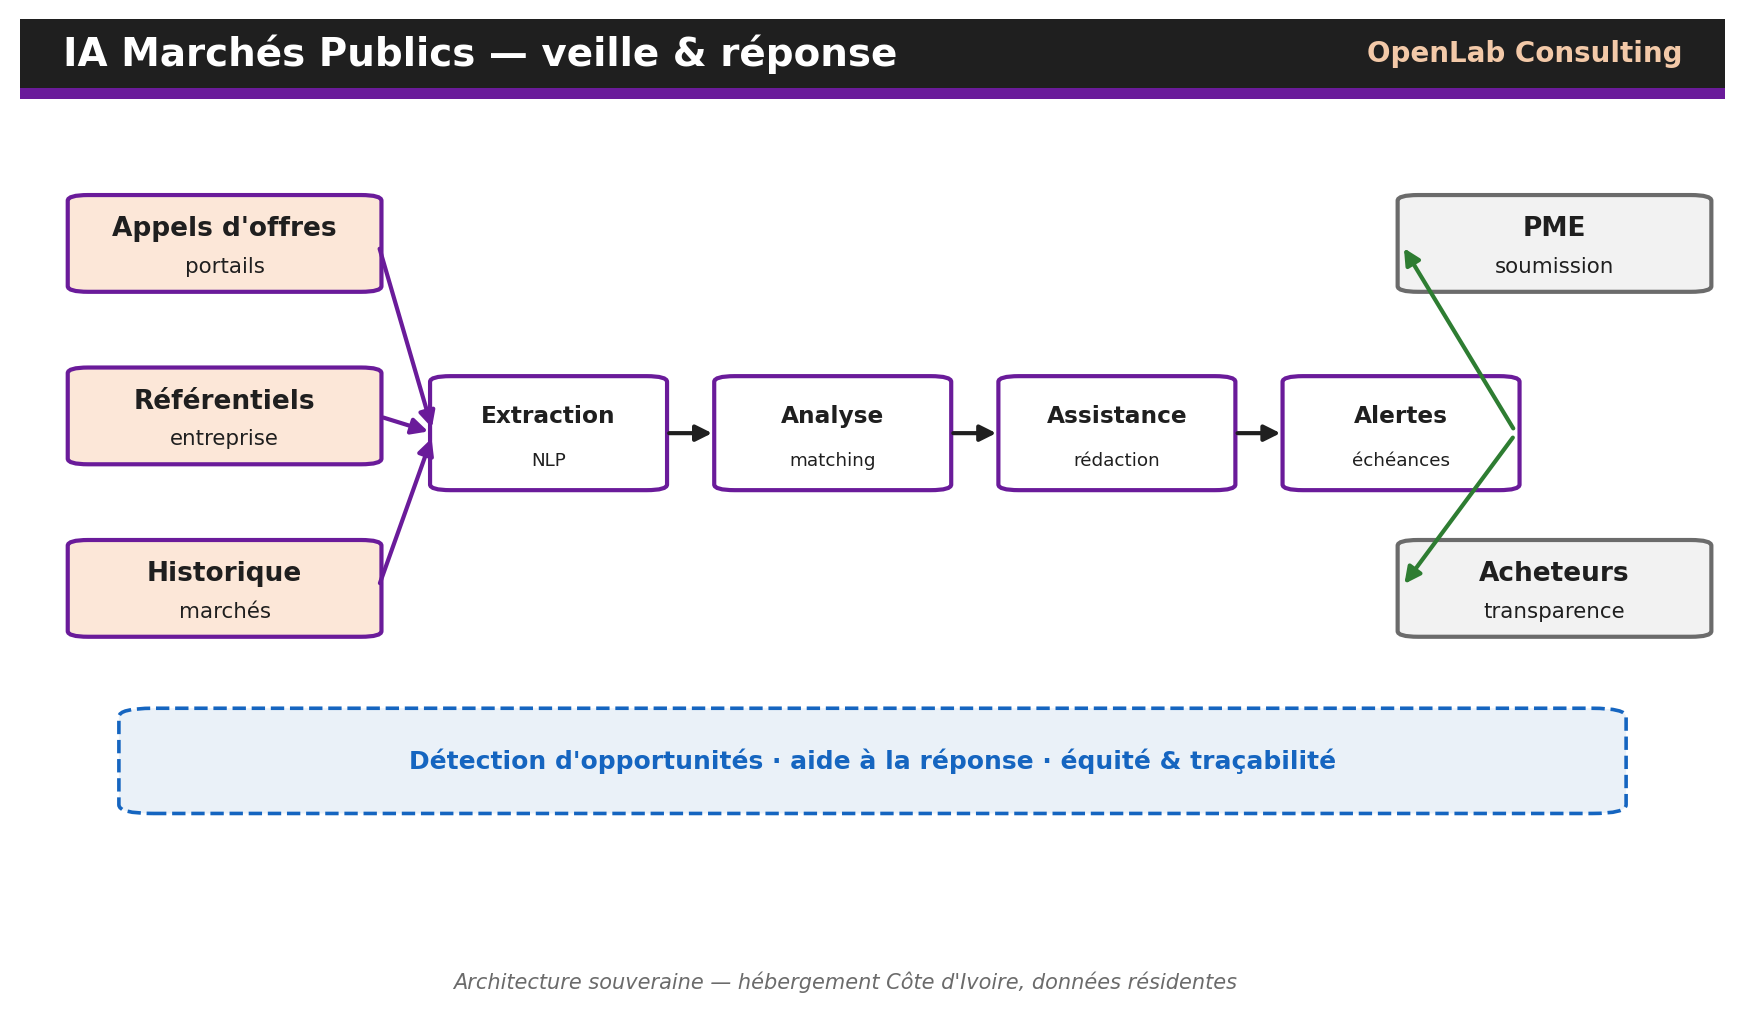 IA Marchés Publics — veille & réponse
OpenLab Consulting
Appels d'offres
portails
Référentiels
entreprise
Historique
marchés
Extraction
NLP
Analyse
matching
Assistance
rédaction
Alertes
échéances
PME
soumission
Acheteurs
transparence
Détection d'opportunités · aide à la réponse · équité & traçabilité
Architecture souveraine — hébergement Côte d'Ivoire, données résidentes